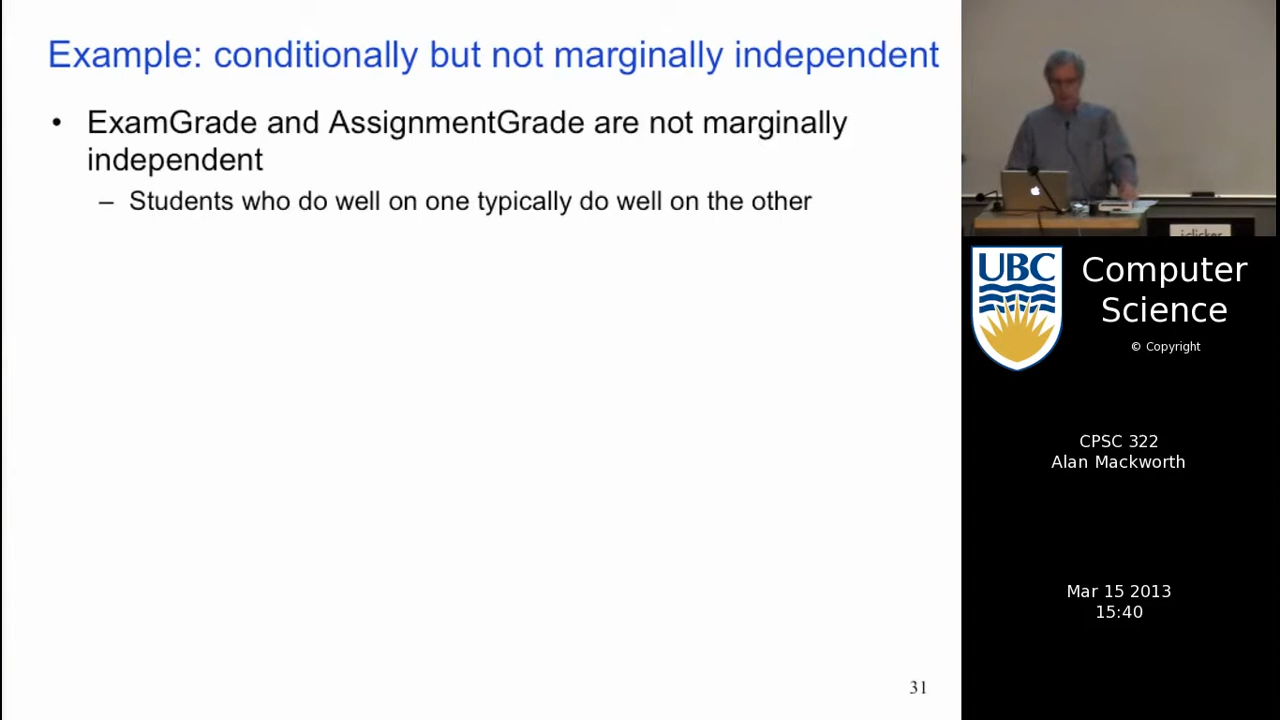 Example: conditionally but not marginally independent
• ExamGrade and AssignmentGrade are not marginally
independent
– Students who do well on one typically do well on the other
31
i>clicker
UBC
Computer
Science
© Copyright
CPSC 322
Alan Mackworth
Mar 15 2013
15:40